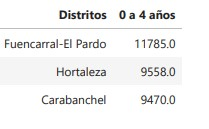 Distritos 0 a 4 años
Fuencarral-El Pardo 11785.0
Hortaleza 9558.0
Carabanchel 9470.0